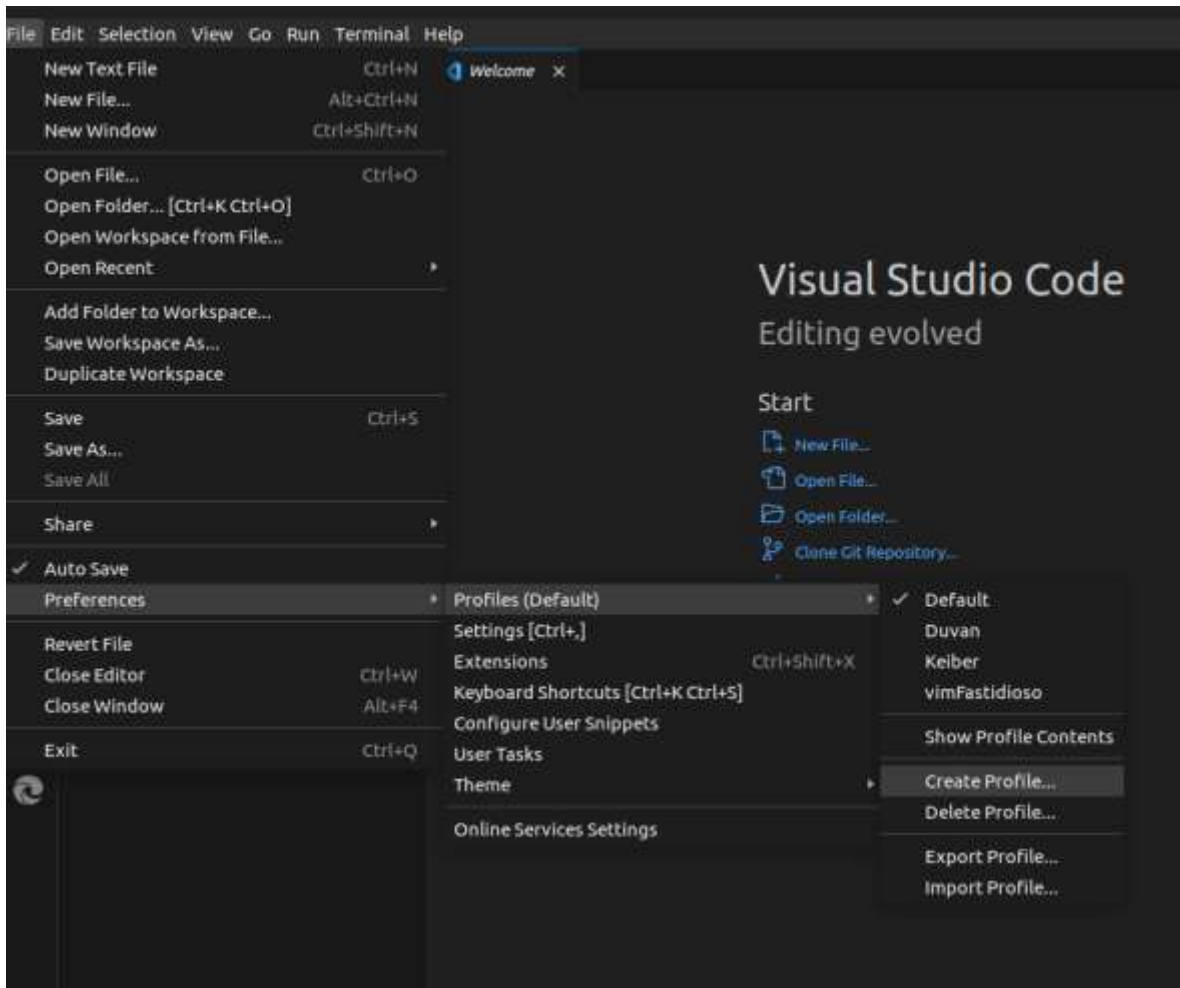 File Edit Selection View Go Run Terminal Help
New Text File Ctrl+N
New File... Alt+Ctrl+N
New Window Ctrl+Shift+N
Open File... Ctrl+O
Open Folder... [Ctrl+K Ctrl+O]
Open Workspace from File...
Open Recent
Add Folder to Workspace...
Save Workspace As...
Duplicate Workspace
Save Ctrl+S
Save As...
Save All
Share
Auto Save
Preferences
Revert File
Close Editor Ctrl+W
Close Window Alt+F4
Exit Ctrl+Q
Welcome
Visual Studio Code
Editing evolved
Start
New File...
Open File...
Open Folder...
Clone Git Repository...
Profiles (Default)
Settings [Ctrl+,]
Extensions Ctrl+Shift+X
Keyboard Shortcuts [Ctrl+K Ctrl+S]
Configure User Snippets
User Tasks
Theme
Online Services Settings
Default
Duvan
Keiber
vimFastidioso
Show Profile Contents
Create Profile...
Delete Profile...
Export Profile...
Import Profile...